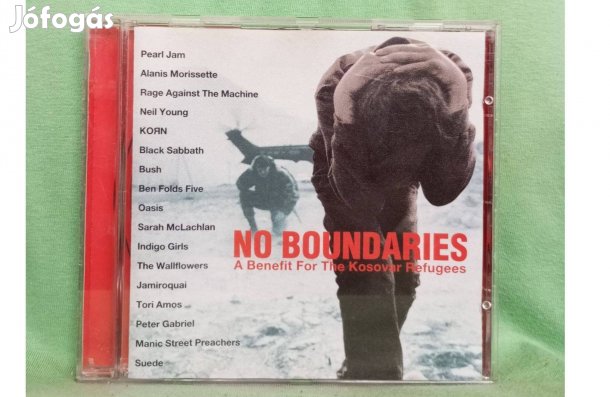 Jófogás
Pearl Jam
Alanis Morissette
Rage Against The Machine
Neil Young
KOЯN
Black Sabbath
Bush
Ben Folds Five
Oasis
Sarah McLachlan
Indigo Girls
The Wallflowers
Jamiroquai
Tori Amos
Peter Gabriel
Manic Street Preachers
Suede
NO BOUNDARIES
A Benefit For The Kosovar Refugees